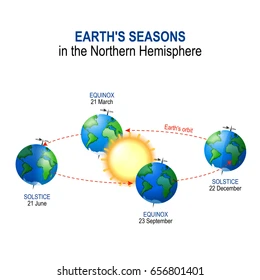 EARTH'S SEASONS
in the Northern Hemisphere
EQUINOX
21 March
Earth's orbit
SOLSTICE
22 December
SOLSTICE
21 June
EQUINOX
23 September
shutterstock.com · 656801401